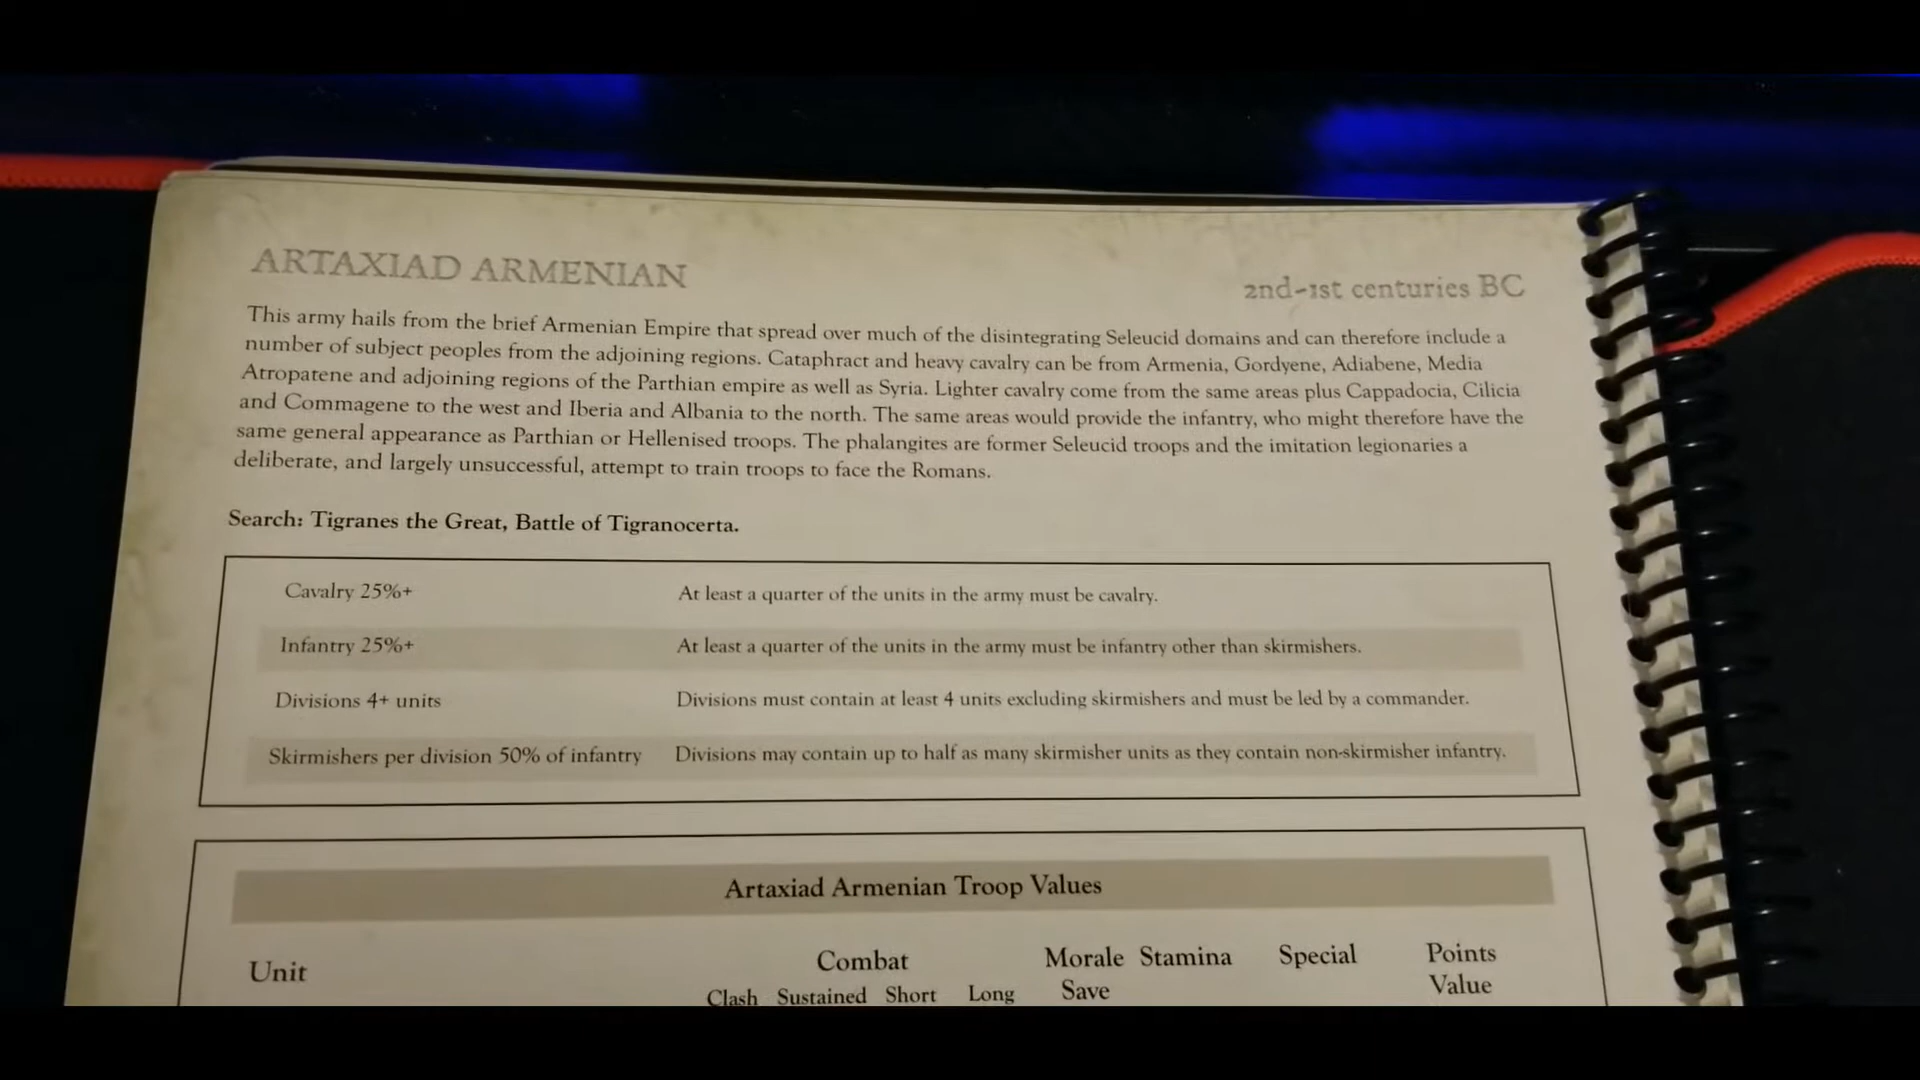 ARTAXIAD ARMENIAN
2nd-1st centuries BC
This army hails from the brief Armenian Empire that spread over much of the disintegrating Seleucid domains and can therefore include a
number of subject peoples from the adjoining regions. Cataphract and heavy cavalry can be from Armenia, Gordyene, Adiabene, Media
Atropatene and adjoining regions of the Parthian empire as well as Syria. Lighter cavalry come from the same areas plus Cappadocia, Cilicia
and Commagene to the west and Iberia and Albania to the north. The same areas would provide the infantry, who might therefore have the
same general appearance as Parthian or Hellenised troops. The phalangites are former Seleucid troops and the imitation legionaries a
deliberate, and largely unsuccessful, attempt to train troops to face the Romans.
Search: Tigranes the Great, Battle of Tigranocerta.
Cavalry 25%+ At least a quarter of the units in the army must be cavalry.
Infantry 25%+ At least a quarter of the units in the army must be infantry other than skirmishers.
Divisions 4+ units Divisions must contain at least 4 units excluding skirmishers and must be led by a commander.
Skirmishers per division 50% of infantry Divisions may contain up to half as many skirmisher units as they contain non-skirmisher infantry.
Artaxiad Armenian Troop Values
Unit Combat Morale Stamina Special Points
Clash Sustained Short Long Save Value